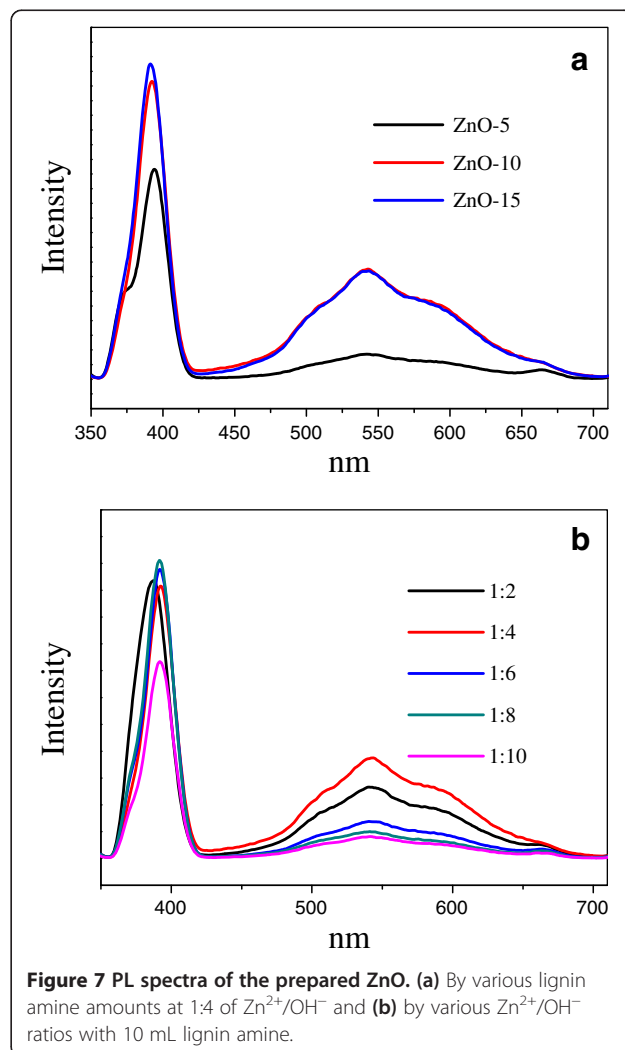 a
ZnO-5
ZnO-10
ZnO-15
Intensity
350 400 450 500 550 600 650 700
nm
b
1:2
1:4
1:6
1:8
1:10
Intensity
400 500 600 700
nm
Figure 7 PL spectra of the prepared ZnO. (a) By various lignin
amine amounts at 1:4 of Zn²⁺/OH⁻ and (b) by various Zn²⁺/OH⁻
ratios with 10 mL lignin amine.